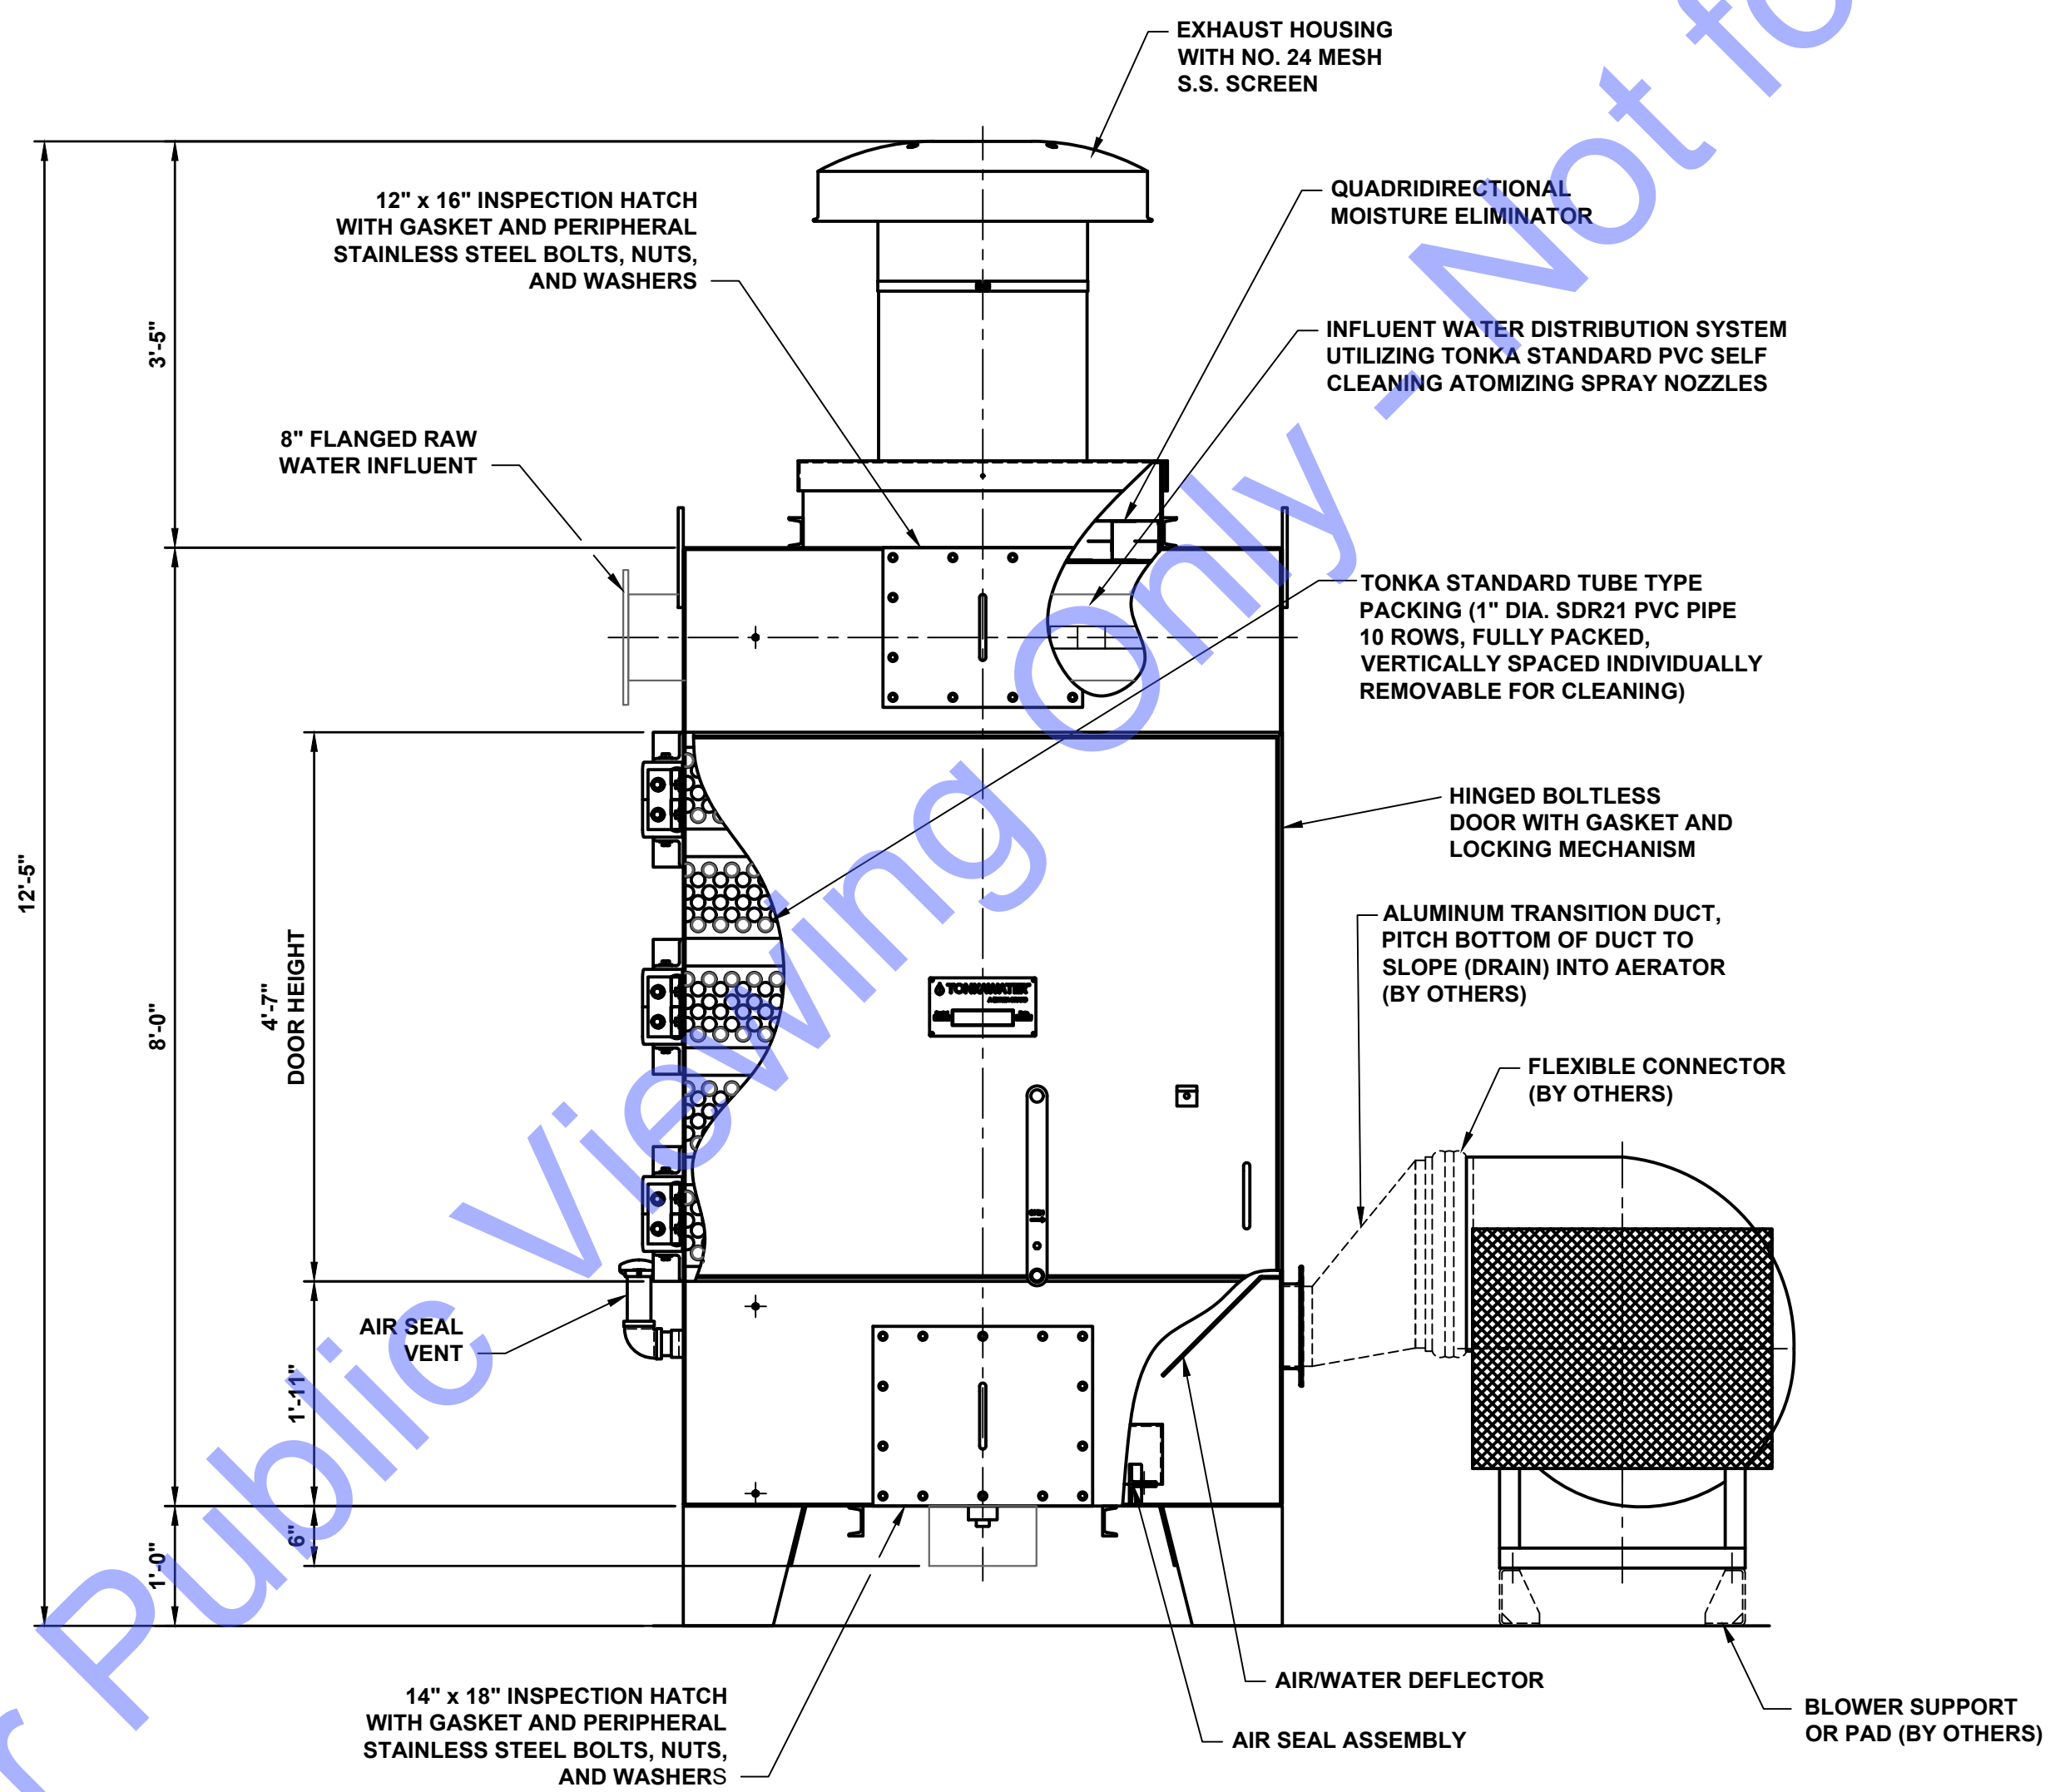 EXHAUST HOUSING
WITH NO. 24 MESH
S.S. SCREEN
12" x 16" INSPECTION HATCH
WITH GASKET AND PERIPHERAL
STAINLESS STEEL BOLTS, NUTS,
AND WASHERS
QUADRIDIRECTIONAL
MOISTURE ELIMINATOR
INFLUENT WATER DISTRIBUTION SYSTEM
UTILIZING TONKA STANDARD PVC SELF
CLEANING ATOMIZING SPRAY NOZZLES
3'-5"
8" FLANGED RAW
WATER INFLUENT
TONKA STANDARD TUBE TYPE
PACKING (1" DIA. SDR21 PVC PIPE
10 ROWS, FULLY PACKED,
VERTICALLY SPACED INDIVIDUALLY
REMOVABLE FOR CLEANING)
HINGED BOLTLESS
DOOR WITH GASKET AND
LOCKING MECHANISM
12'-5"
8'-0"
4'-7"
DOOR HEIGHT
TONKAWATER
ALUMINUM TRANSITION DUCT,
PITCH BOTTOM OF DUCT TO
SLOPE (DRAIN) INTO AERATOR
(BY OTHERS)
FLEXIBLE CONNECTOR
(BY OTHERS)
AIR SEAL
VENT
1'-11"
6"
1'-0"
14" x 18" INSPECTION HATCH
WITH GASKET AND PERIPHERAL
STAINLESS STEEL BOLTS, NUTS,
AND WASHERS
AIR/WATER DEFLECTOR
AIR SEAL ASSEMBLY
BLOWER SUPPORT
OR PAD (BY OTHERS)
r Public Viewing Only - Not fo